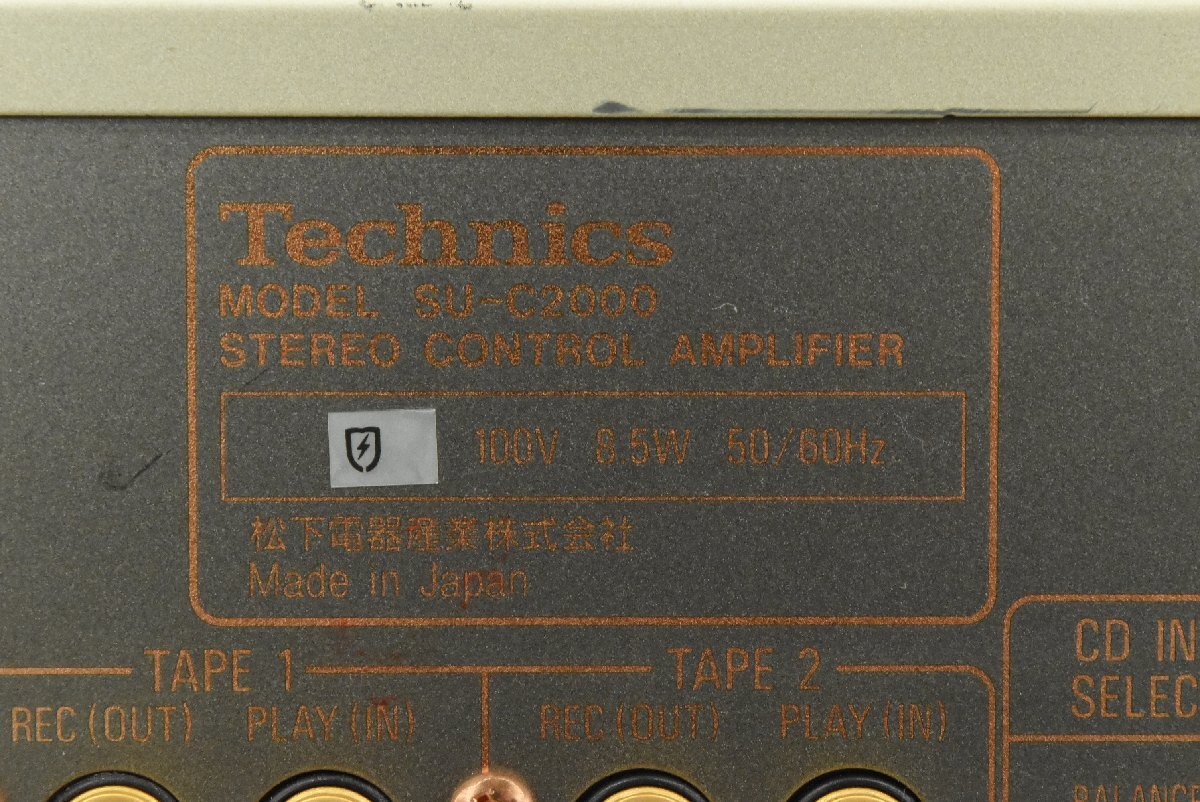 Technics
MODEL SU-C2000
STEREO CONTROL AMPLIFIER
100V 8.5W 50/60Hz
松下電器産業株式会社
Made in Japan
TAPE 1 TAPE 2
REC (OUT) PLAY (IN) REC (OUT) PLAY (IN)
CD IN
SELEC